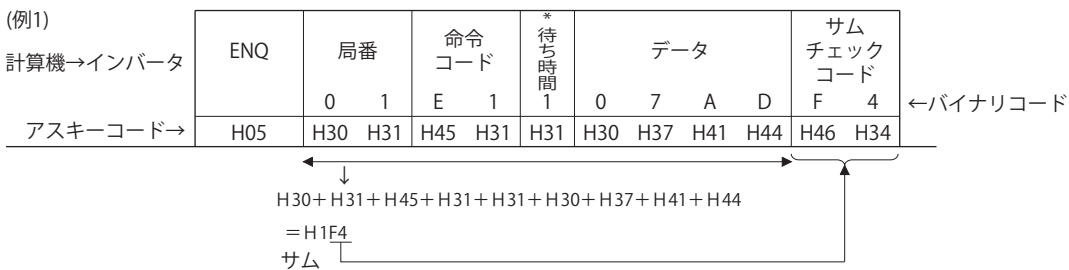 (例1)
計算機→インバータ
ENQ
局番
命令
コード
*
待ち時間
データ
サム
チェック
コード
0 1 E 1 1 0 7 A D F 4 ←バイナリコード
アスキーコード→ H05 H30 H31 H45 H31 H31 H30 H37 H41 H44 H46 H34
↓
H30+H31+H45+H31+H31+H30+H37+H41+H44
=H1F4
サム